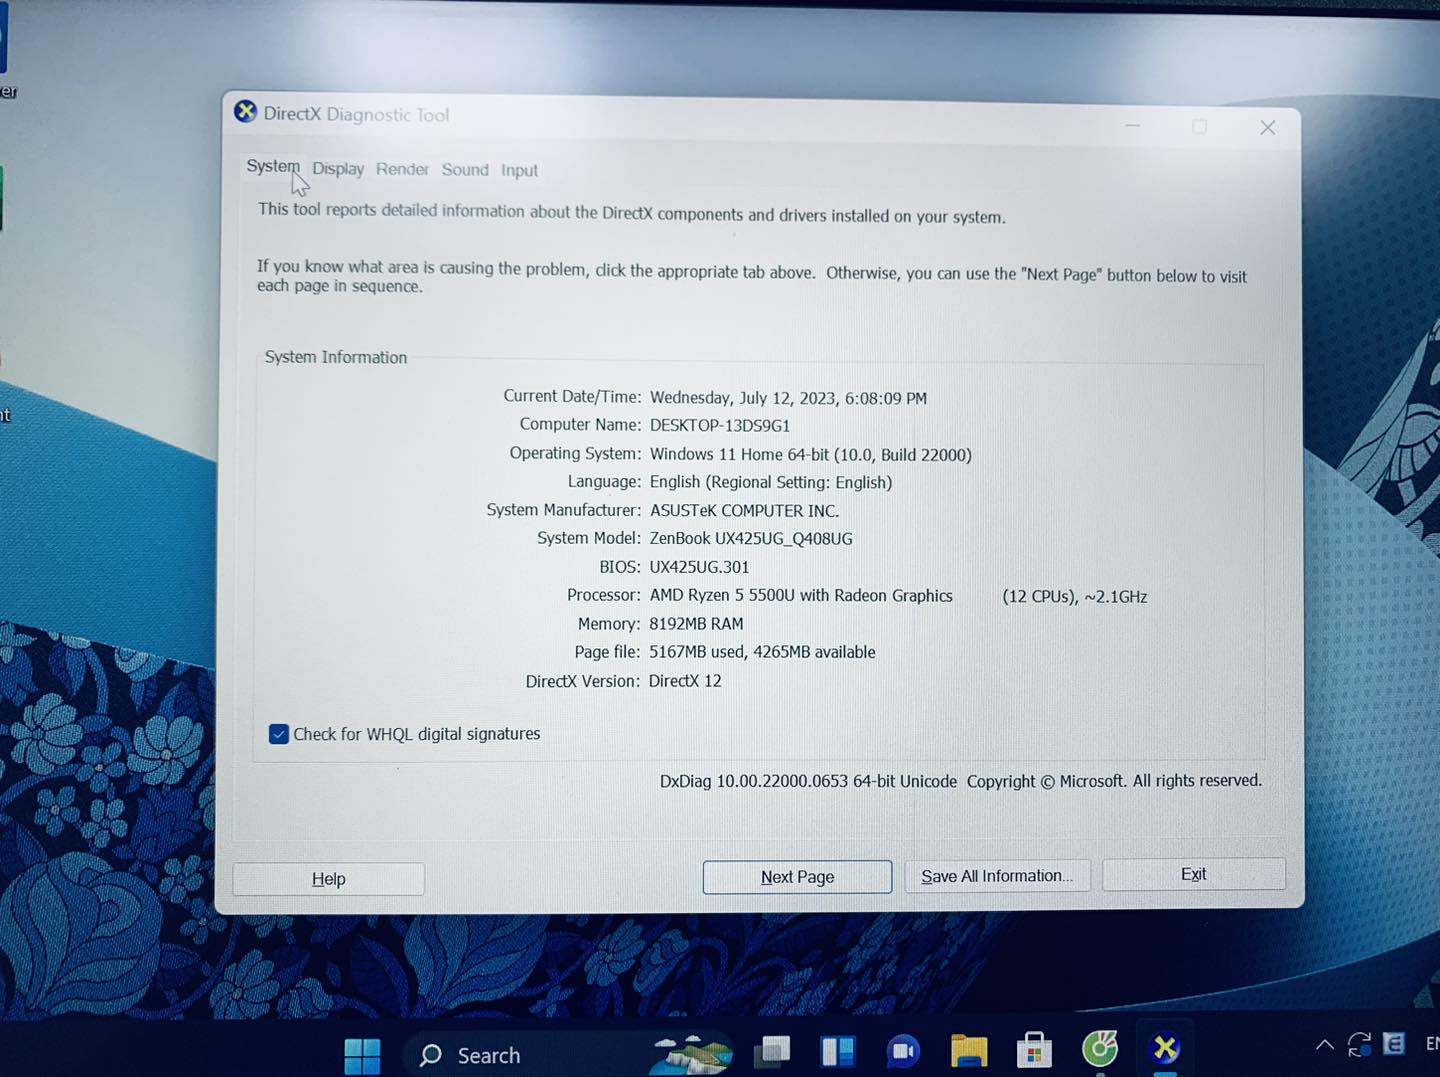 er
nt
DirectX Diagnostic Tool
System Display Render Sound Input
This tool reports detailed information about the DirectX components and drivers installed on your system.
If you know what area is causing the problem, click the appropriate tab above.  Otherwise, you can use the "Next Page" button below to visit
each page in sequence.
System Information
Current Date/Time: Wednesday, July 12, 2023, 6:08:09 PM
Computer Name: DESKTOP-13DS9G1
Operating System: Windows 11 Home 64-bit (10.0, Build 22000)
Language: English (Regional Setting: English)
System Manufacturer: ASUSTeK COMPUTER INC.
System Model: ZenBook UX425UG_Q408UG
BIOS: UX425UG.301
Processor: AMD Ryzen 5 5500U with Radeon Graphics (12 CPUs), ~2.1GHz
Memory: 8192MB RAM
Page file: 5167MB used, 4265MB available
DirectX Version: DirectX 12
Check for WHQL digital signatures
DxDiag 10.00.22000.0653 64-bit Unicode  Copyright © Microsoft. All rights reserved.
Help Next Page Save All Information... Exit
Search